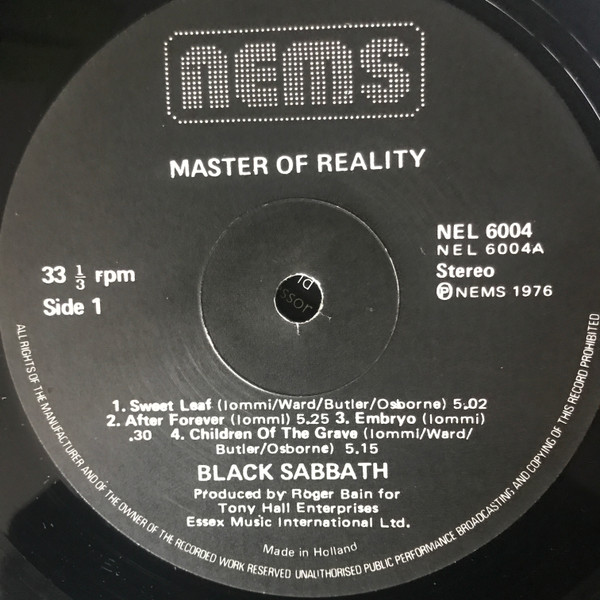 nems
MASTER OF REALITY
NEL 6004
NEL 6004A
Stereo
ⓅNEMS 1976
33 ⅓ rpm
Side 1
1. Sweet Leaf (Iommi/Ward/Butler/Osborne) 5.02
2. After Forever (Iommi) 5.25 3. Embryo (Iommi)
.30 4. Children Of The Grave (Iommi/Ward/
Butler/Osborne) 5.15
BLACK SABBATH
Produced by Roger Bain for
Tony Hall Enterprises
Essex Music International Ltd.
Made in Holland
ALL RIGHTS OF THE MANUFACTURER AND OF THE OWNER OF THE RECORDED WORK RESERVED UNAUTHORISED PUBLIC PERFORMANCE BROADCASTING AND COPYING OF THIS RECORD PROHIBITED